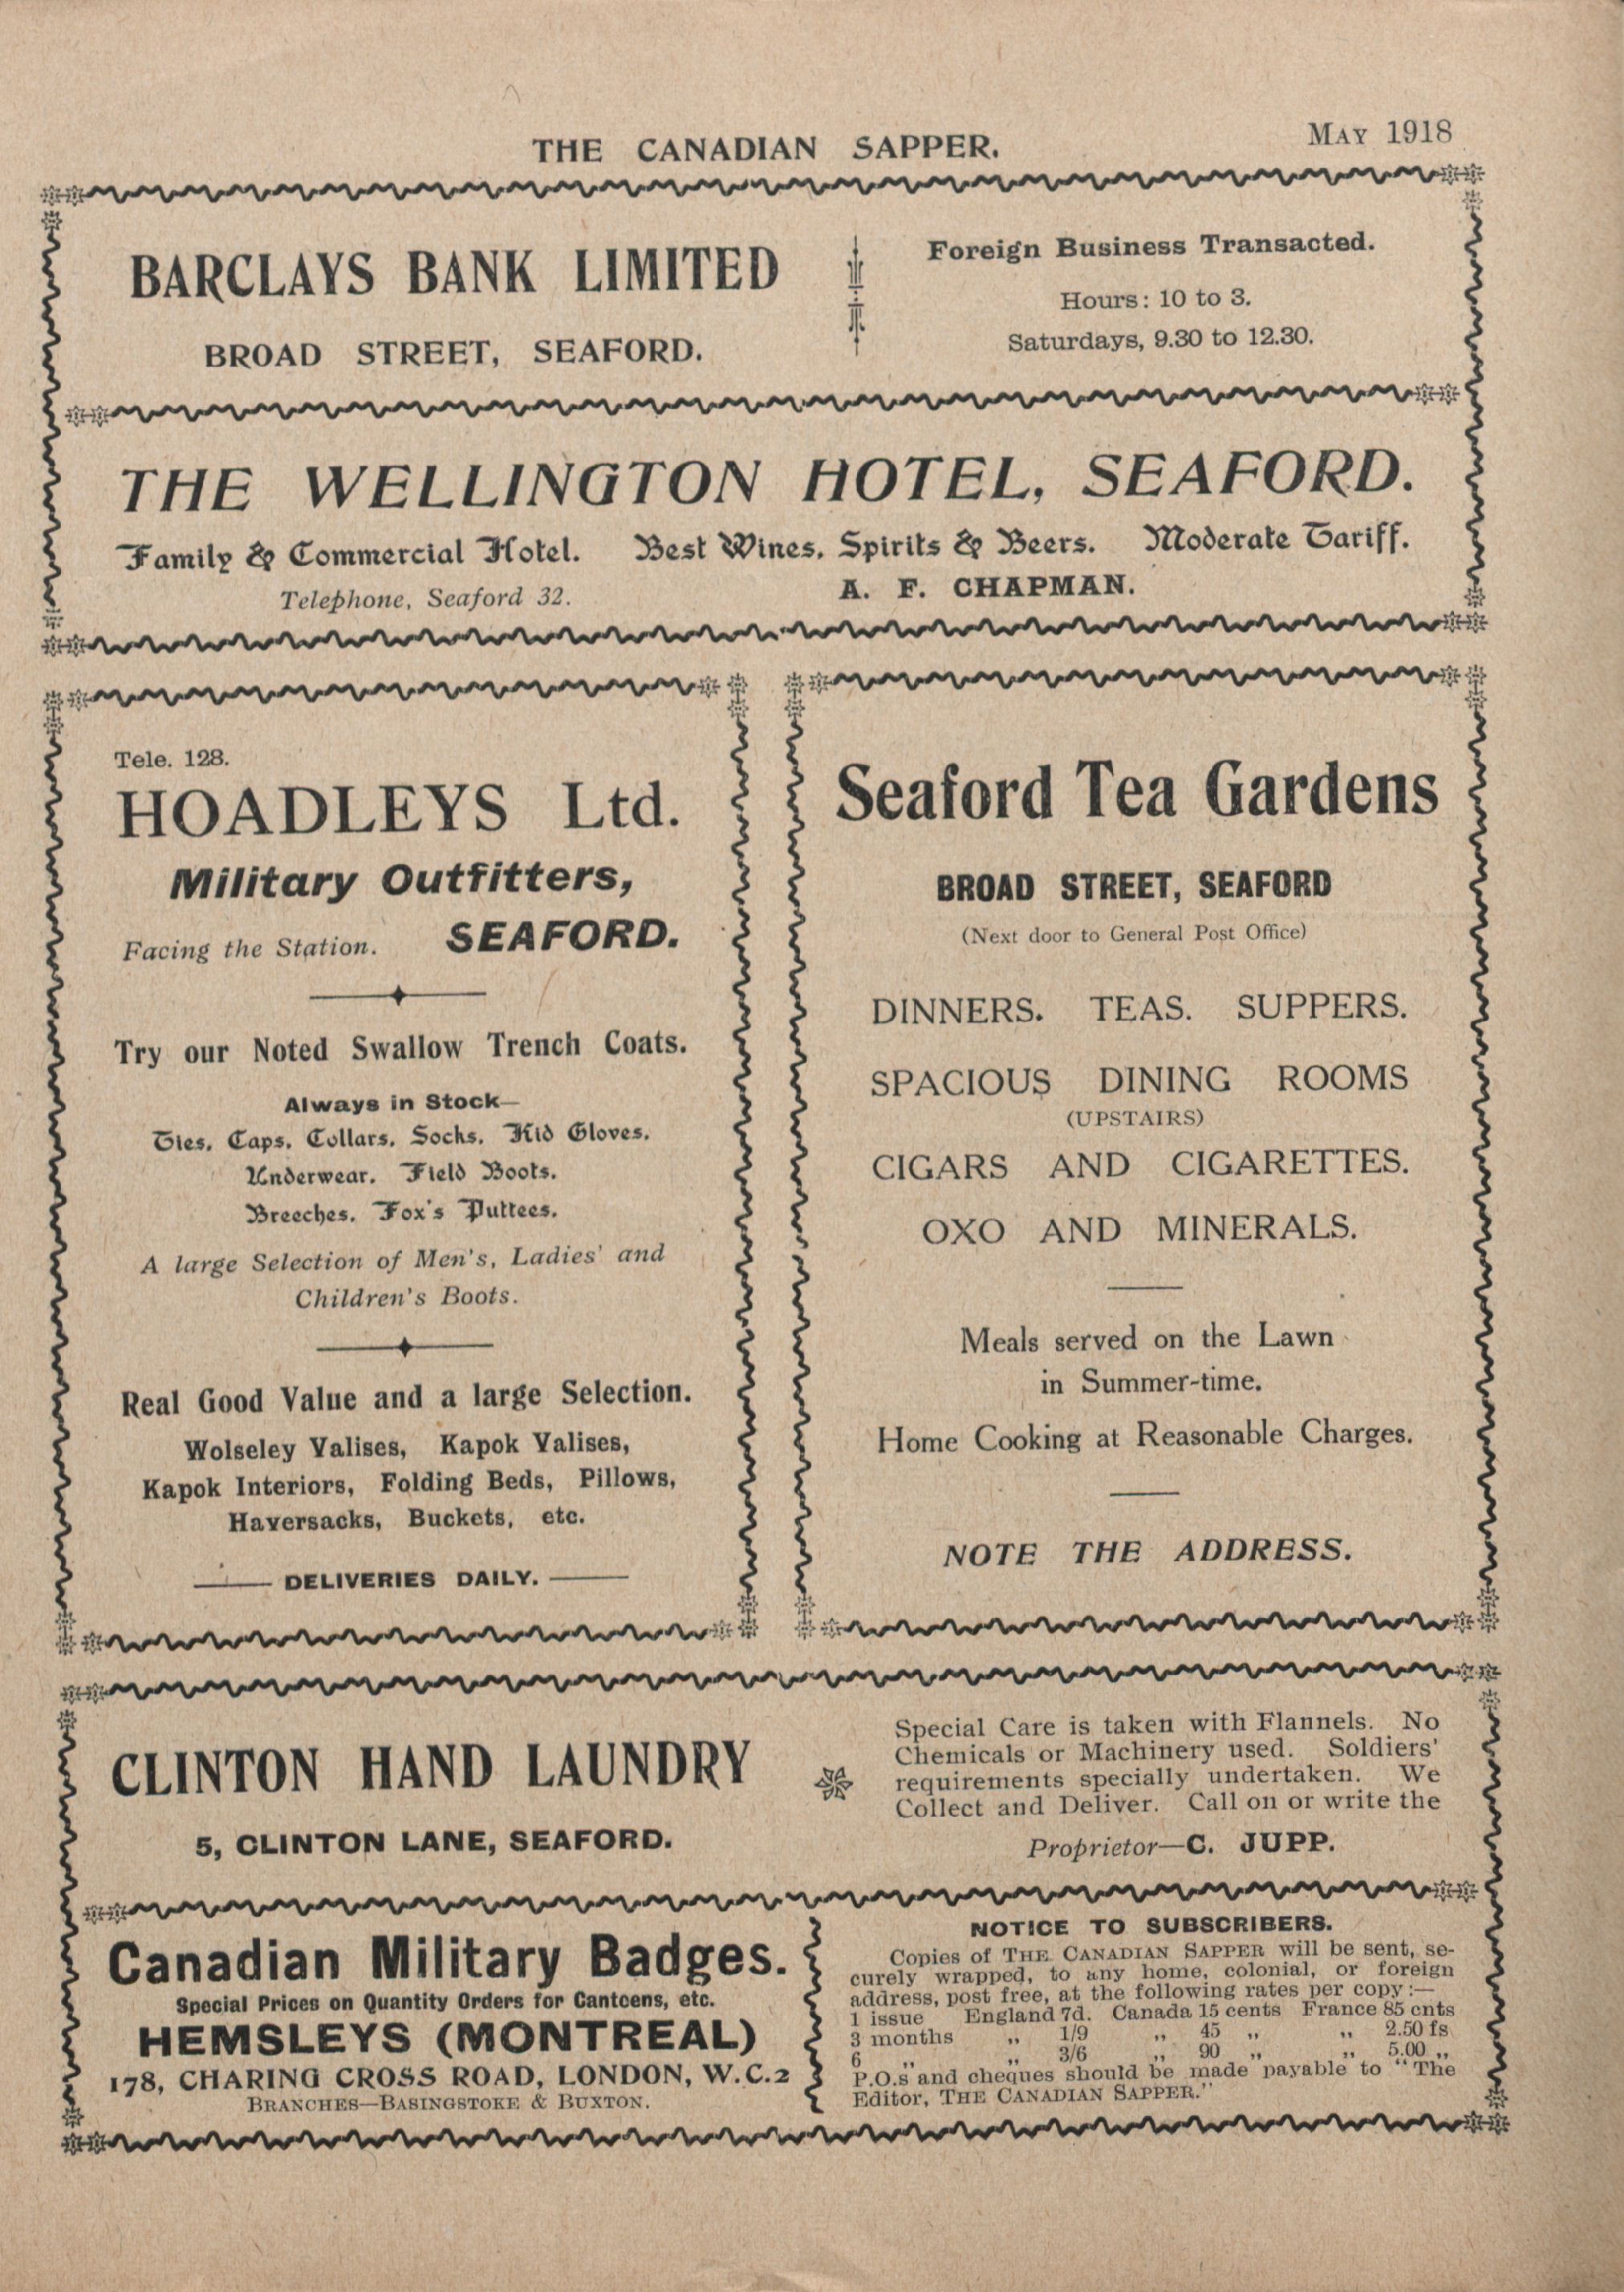 THE CANADIAN SAPPER.
MAY 1918
BARCLAYS BANK LIMITED
BROAD STREET, SEAFORD.
Foreign Business Transacted.
Hours: 10 to 3.
Saturdays, 9.30 to 12.30.
THE WELLINGTON HOTEL, SEAFORD.
Family & Commercial Hotel. Best Wines, Spirits & Beers. Moderate Tariff.
Telephone, Seaford 32. A. F. CHAPMAN.
Tele. 128.
HOADLEYS Ltd.
Military Outfitters,
Facing the Station. SEAFORD.
Try our Noted Swallow Trench Coats.
Always in Stock—
Ties, Caps, Collars, Socks, Kid Gloves,
Underwear, Field Boots,
Breeches, Fox's Puttees.
A large Selection of Men's, Ladies' and
Children's Boots.
Real Good Value and a large Selection.
Wolseley Valises, Kapok Valises,
Kapok Interiors, Folding Beds, Pillows,
Haversacks, Buckets, etc.
DELIVERIES DAILY.
Seaford Tea Gardens
BROAD STREET, SEAFORD
(Next door to General Post Office)
DINNERS. TEAS. SUPPERS.
SPACIOUS DINING ROOMS
(UPSTAIRS)
CIGARS AND CIGARETTES.
OXO AND MINERALS.
Meals served on the Lawn
in Summer-time.
Home Cooking at Reasonable Charges.
NOTE THE ADDRESS.
CLINTON HAND LAUNDRY
5, CLINTON LANE, SEAFORD.
Special Care is taken with Flannels. No
Chemicals or Machinery used. Soldiers'
requirements specially undertaken. We
Collect and Deliver. Call on or write the
Proprietor—C. JUPP.
Canadian Military Badges.
Special Prices on Quantity Orders for Canteens, etc.
HEMSLEYS (MONTREAL)
178, CHARING CROSS ROAD, LONDON, W.C.2
BRANCHES—BASINGSTOKE & BUXTON.
NOTICE TO SUBSCRIBERS.
Copies of THE CANADIAN SAPPER will be sent, se-
curely wrapped, to any home, colonial, or foreign
address, post free, at the following rates per copy:—
1 issue England 7d. Canada 15 cents France 85 cnts
3 months ,, 1/9 ,, 45 ,, ,, 2.50 fs
6 ,, ,, 3/6 ,, 90 ,, ,, 5.00 ,,
P.O.s and cheques should be made payable to "The
Editor, THE CANADIAN SAPPER."